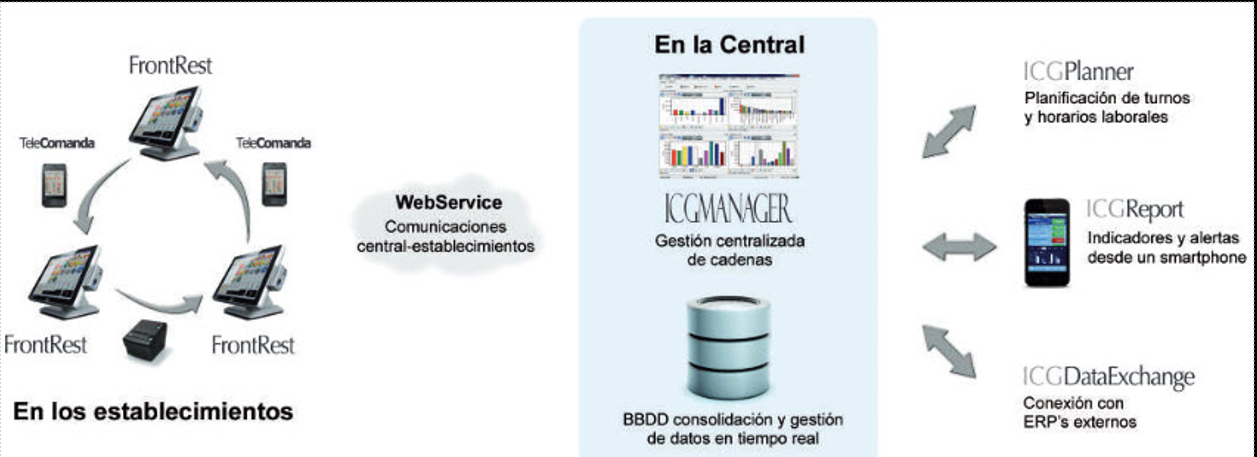 FrontRest
TeleComanda
TeleComanda
FrontRest
FrontRest
En los establecimientos
WebService
Comunicaciones
central-establecimientos
En la Central
ICGMANAGER
Gestión centralizada
de cadenas
BBDD consolidación y gestión
de datos en tiempo real
ICGPlanner
Planificación de turnos
y horarios laborales
ICGReport
Indicadores y alertas
desde un smartphone
ICGDataExchange
Conexión con
ERP's externos